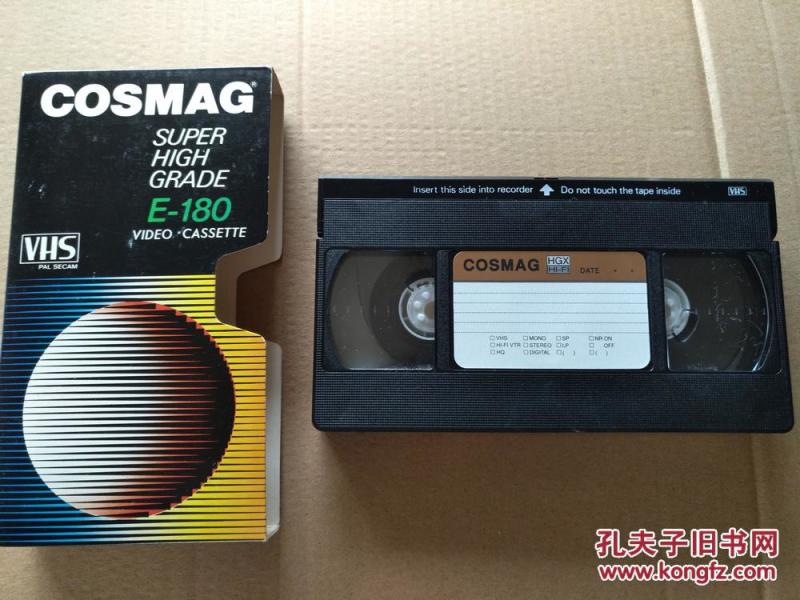 COSMAG®
SUPER
HIGH
GRADE
E-180
VIDEO · CASSETTE
VHS
PAL SECAM
Insert this side into recorder ⬆ Do not touch the tape inside
VHS
COSMAG HGX HI-FI DATE · ·
□ VHS □ MONO □ SP □ NR ON
□ HI-FI VTR □ STEREO □ LP □ OFF
□ HQ □ DIGITAL □ ( ) □ ( )
孔夫子旧书网
www.kongfz.com